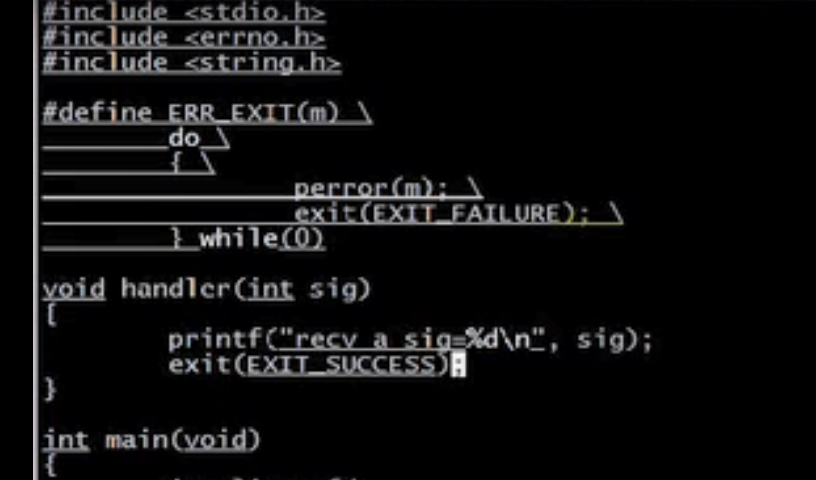 #include <stdio.h>
#include <errno.h>
#include <string.h>
#define ERR_EXIT(m) \
do \
{ \
perror(m); \
exit(EXIT_FAILURE); \
} while(0)
void handler(int sig)
{
printf("recv a sig=%d\n", sig);
exit(EXIT_SUCCESS);
}
int main(void)
{